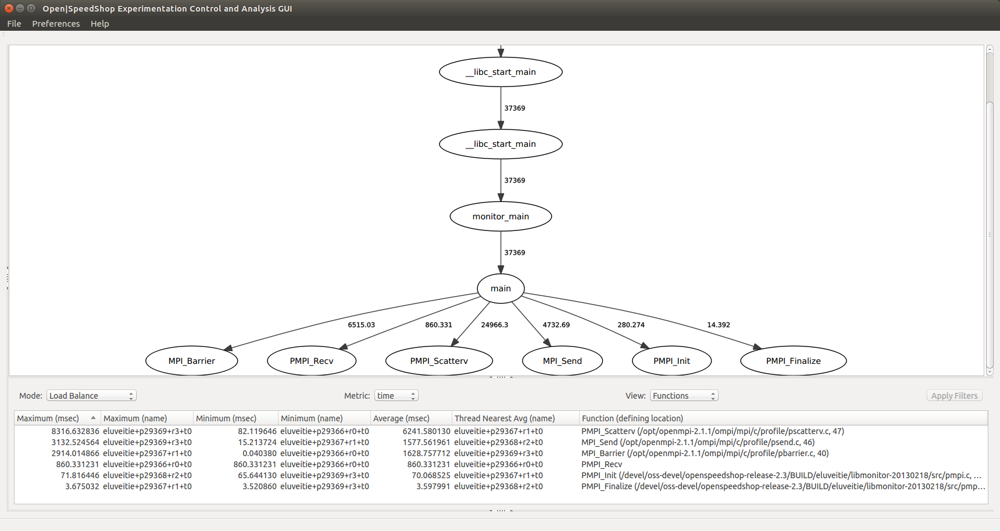 Open|SpeedShop Experimentation Control and Analysis GUI
File Preferences Help
__libc_start_main
37369
__libc_start_main
37369
monitor_main
37369
main
6515.03 860.331 24966.3 4732.69 280.274 14.392
MPI_Barrier PMPI_Recv PMPI_Scatterv MPI_Send PMPI_Init PMPI_Finalize
Mode: Load Balance Metric: time View: Functions Apply Filters
Maximum (msec) Maximum (name) Minimum (msec) Minimum (name) Average (msec) Thread Nearest Avg (name) Function (defining location)
8316.632836 eluveitie+p29369+r3+t0 82.119646 eluveitie+p29366+r0+t0 6241.580130 eluveitie+p29367+r1+t0 PMPI_Scatterv (/opt/openmpi-2.1.1/ompi/mpi/c/profile/pscatterv.c, 47)
3132.524564 eluveitie+p29369+r3+t0 15.213724 eluveitie+p29367+r1+t0 1577.561961 eluveitie+p29368+r2+t0 MPI_Send (/opt/openmpi-2.1.1/ompi/mpi/c/profile/psend.c, 46)
2914.014866 eluveitie+p29367+r1+t0 0.040380 eluveitie+p29366+r0+t0 1628.757712 eluveitie+p29369+r3+t0 MPI_Barrier (/opt/openmpi-2.1.1/ompi/mpi/c/profile/pbarrier.c, 40)
860.331231 eluveitie+p29366+r0+t0 860.331231 eluveitie+p29366+r0+t0 860.331231 eluveitie+p29366+r0+t0 PMPI_Recv
71.816446 eluveitie+p29368+r2+t0 65.644130 eluveitie+p29369+r3+t0 70.068525 eluveitie+p29367+r1+t0 PMPI_Init (/devel/oss-devel/openspeedshop-release-2.3/BUILD/eluveitie/libmonitor-20130218/src/pmpi.c, ...
3.675032 eluveitie+p29367+r1+t0 3.520860 eluveitie+p29369+r3+t0 3.597991 eluveitie+p29368+r2+t0 PMPI_Finalize (/devel/oss-devel/openspeedshop-release-2.3/BUILD/eluveitie/libmonitor-20130218/src/pmp...